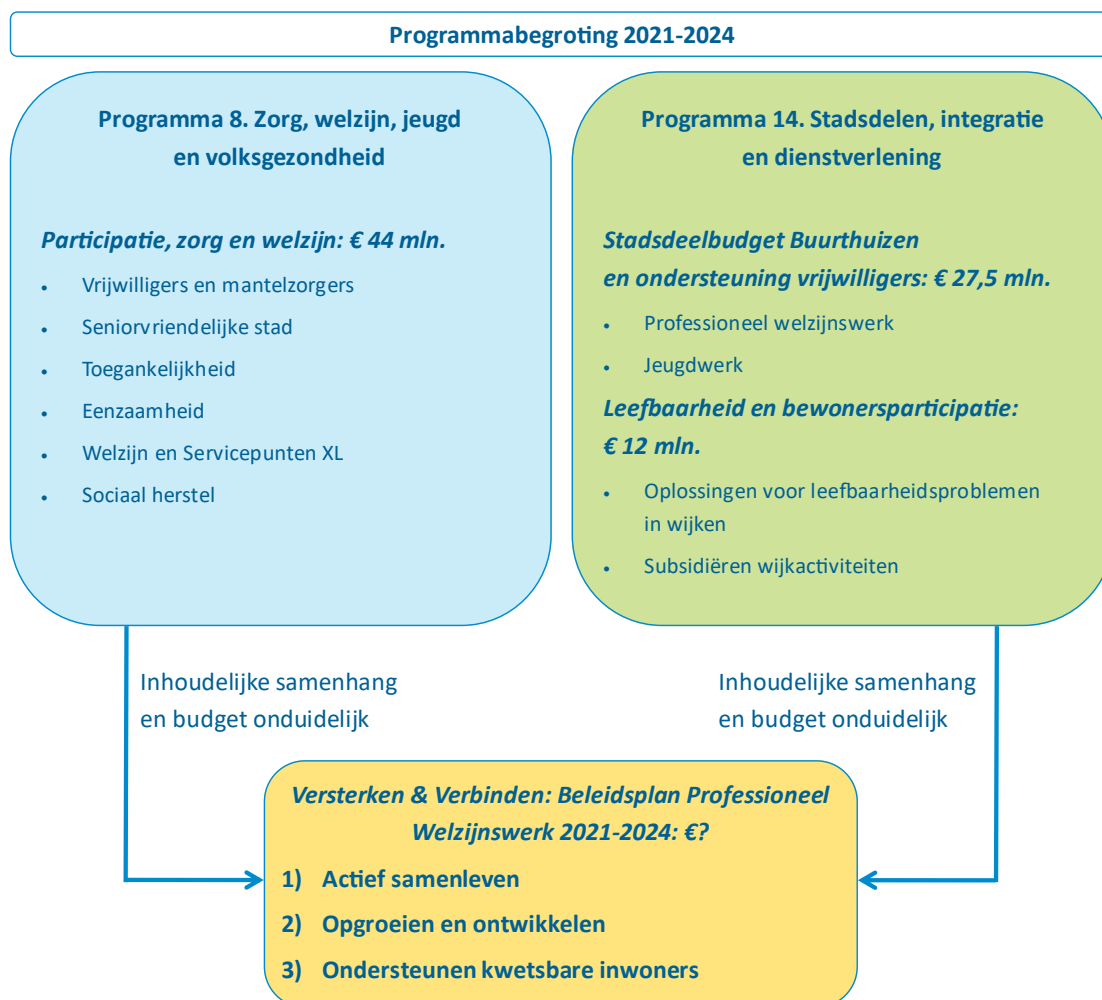 Programmabegroting 2021-2024
Programma 8. Zorg, welzijn, jeugd
en volksgezondheid
Participatie, zorg en welzijn: € 44 mln.
• Vrijwilligers en mantelzorgers
• Seniorvriendelijke stad
• Toegankelijkheid
• Eenzaamheid
• Welzijn en Servicepunten XL
• Sociaal herstel
Programma 14. Stadsdelen, integratie
en dienstverlening
Stadsdeelbudget Buurthuizen
en ondersteuning vrijwilligers: € 27,5 mln.
• Professioneel welzijnswerk
• Jeugdwerk
Leefbaarheid en bewonersparticipatie:
€ 12 mln.
• Oplossingen voor leefbaarheidsproblemen
in wijken
• Subsidiëren wijkactiviteiten
Inhoudelijke samenhang
en budget onduidelijk
Inhoudelijke samenhang
en budget onduidelijk
Versterken & Verbinden: Beleidsplan Professioneel
Welzijnswerk 2021-2024: €?
1) Actief samenleven
2) Opgroeien en ontwikkelen
3) Ondersteunen kwetsbare inwoners